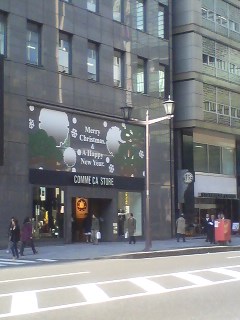 Merry
Christmas
&
A Happy
New Year.
COMME CA STORE